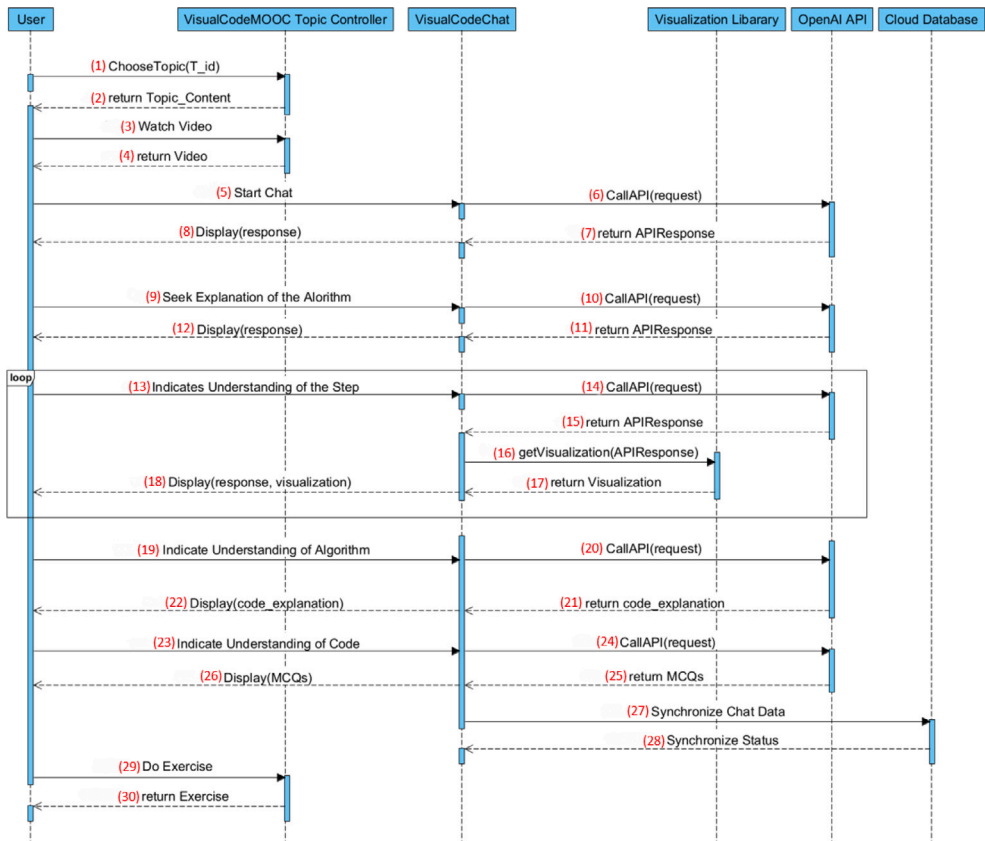 User
VisualCodeMOOC Topic Controller
VisualCodeChat
Visualization Libarary
OpenAI API
Cloud Database
(1) ChooseTopic(T_id)
(2) return Topic_Content
(3) Watch Video
(4) return Video
(5) Start Chat
(6) CallAPI(request)
(7) return APIResponse
(8) Display(response)
(9) Seek Explanation of the Alorithm
(10) CallAPI(request)
(11) return APIResponse
(12) Display(response)
loop
(13) Indicates Understanding of the Step
(14) CallAPI(request)
(15) return APIResponse
(16) getVisualization(APIResponse)
(17) return Visualization
(18) Display(response, visualization)
(19) Indicate Understanding of Algorithm
(20) CallAPI(request)
(21) return code_explanation
(22) Display(code_explanation)
(23) Indicate Understanding of Code
(24) CallAPI(request)
(25) return MCQs
(26) Display(MCQs)
(27) Synchronize Chat Data
(28) Synchronize Status
(29) Do Exercise
(30) return Exercise